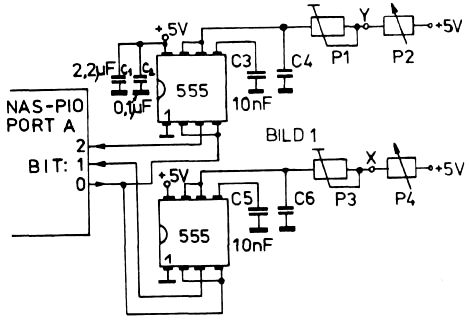 +5V
2,2µF C1 C2
0,1µF
555
1
C3
10nF
C4
P1
Y
P2
+5V
NAS-PIO
PORT A
2
BIT: 1
0
BILD 1
+5V
555
1
C5
10nF
C6
P3
X
P4
+5V